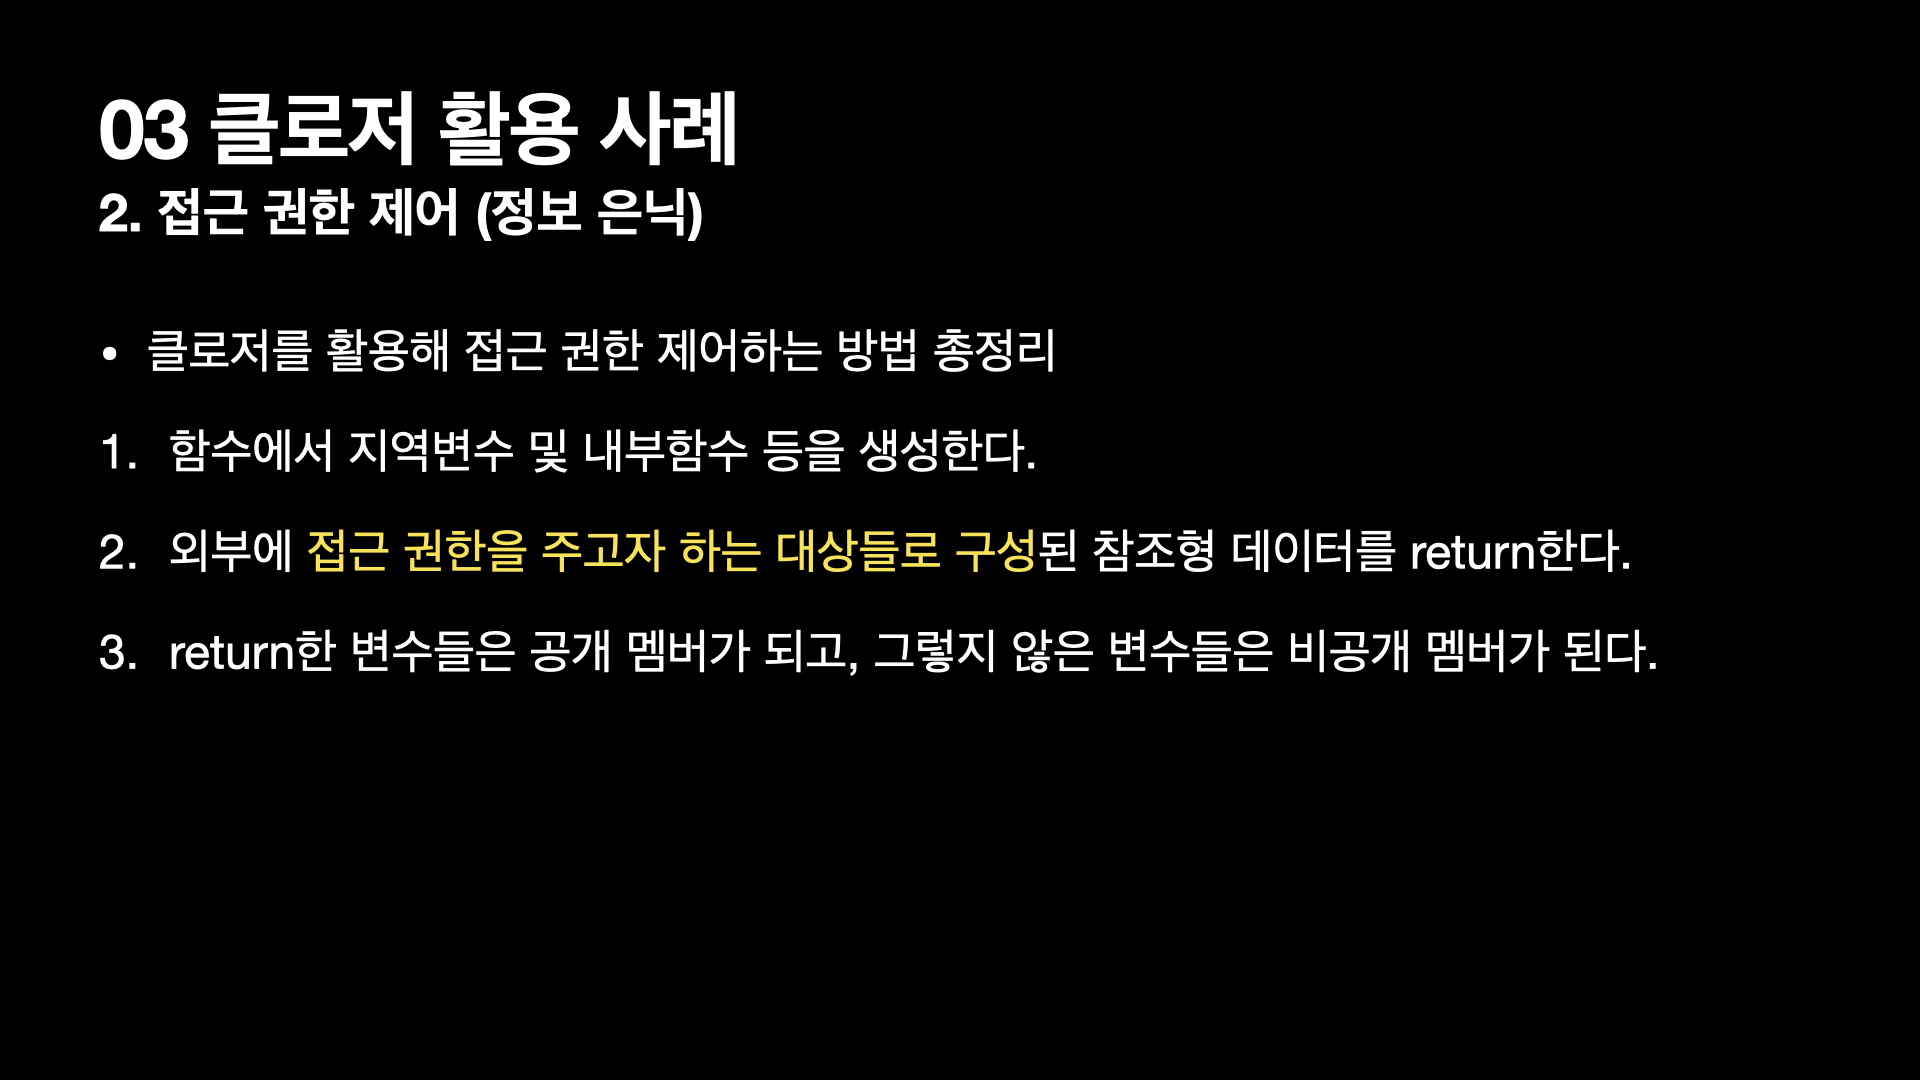 03 클로저 활용 사례
2. 접근 권한 제어 (정보 은닉)
• 클로저를 활용해 접근 권한 제어하는 방법 총정리
1. 함수에서 지역변수 및 내부함수 등을 생성한다.
2. 외부에 접근 권한을 주고자 하는 대상들로 구성된 참조형 데이터를 return한다.
3. return한 변수들은 공개 멤버가 되고, 그렇지 않은 변수들은 비공개 멤버가 된다.